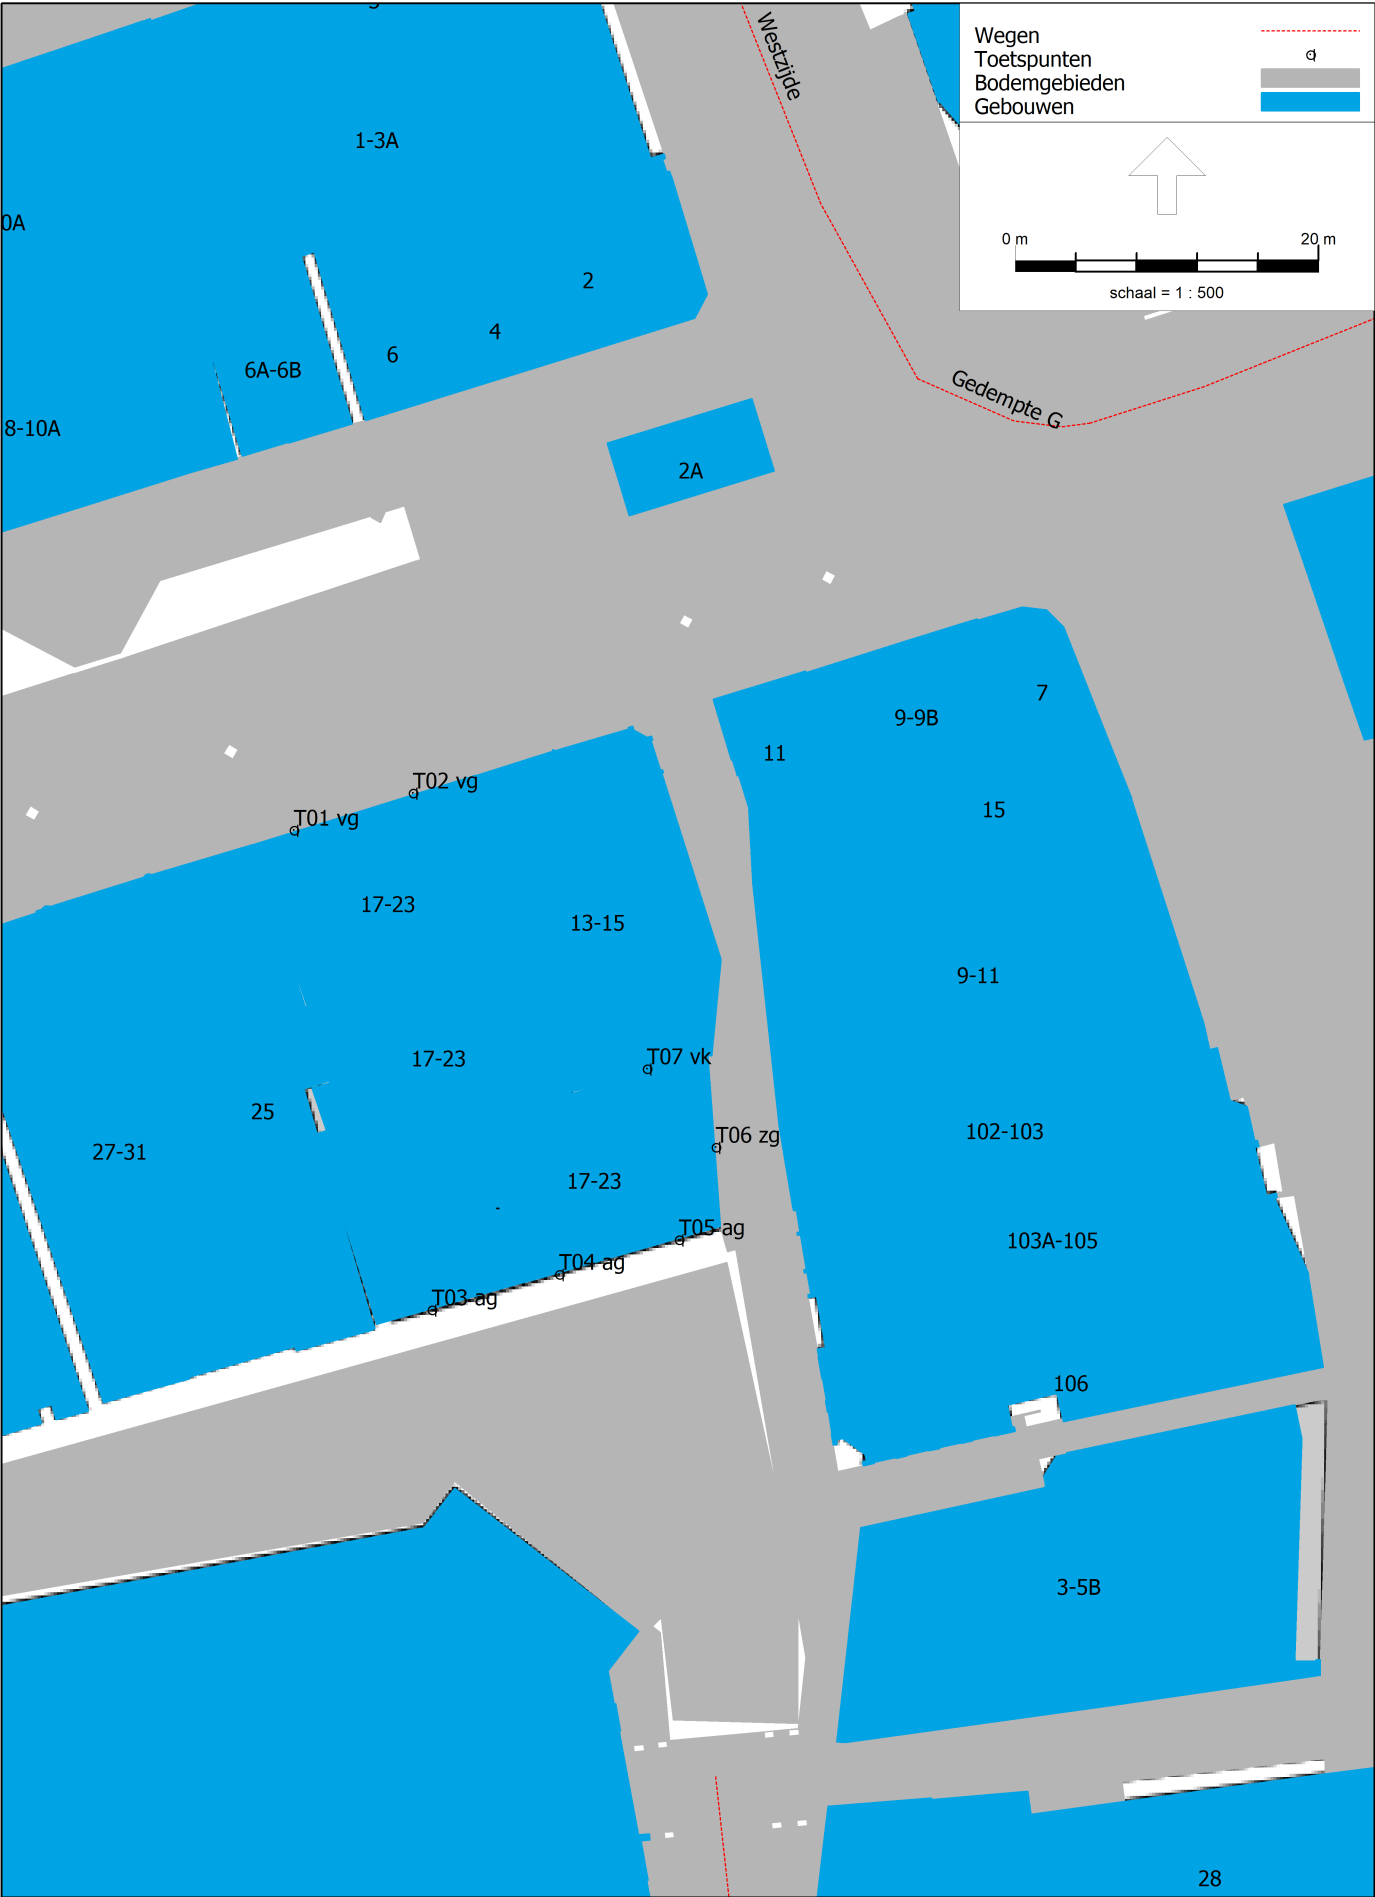 Westzijde
Wegen
Toetspunten
Bodemgebieden
Gebouwen
0 m 20 m
schaal = 1 : 500
1-3A
0A
2
4
6
6A-6B
8-10A
Gedempte G
2A
7
9-9B
11
T02 vg
T01 vg
15
17-23
13-15
9-11
17-23
T07 vk
25
27-31
T06 zg
102-103
17-23
T05 ag
103A-105
T04 ag
T03 ag
106
3-5B
28